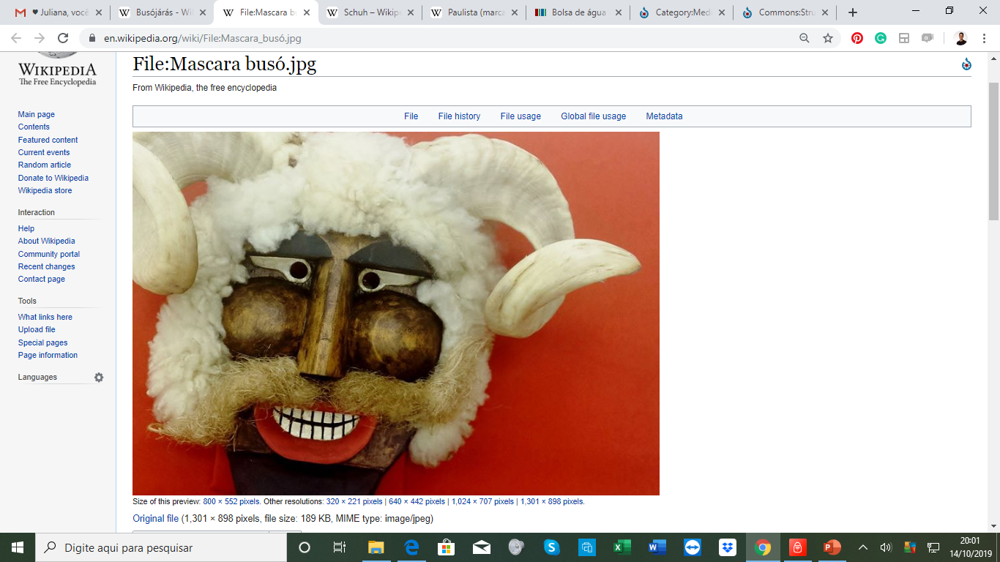 ♥ Juliana, você
Busójárás - Wi
File:Mascara bu
Schuh – Wikipe
Paulista (marca
Bolsa de água
Category:Med
Commons:Stru
en.wikipedia.org/wiki/File:Mascara_busó.jpg
WIKIPEDIA
The Free Encyclopedia
Main page
Contents
Featured content
Current events
Random article
Donate to Wikipedia
Wikipedia store
Interaction
Help
About Wikipedia
Community portal
Recent changes
Contact page
Tools
What links here
Upload file
Special pages
Page information
Languages
File:Mascara busó.jpg
From Wikipedia, the free encyclopedia
File File history File usage Global file usage Metadata
Size of this preview: 800 × 552 pixels. Other resolutions: 320 × 221 pixels | 640 × 442 pixels | 1,024 × 707 pixels | 1,301 × 898 pixels.
Original file (1,301 × 898 pixels, file size: 189 KB, MIME type: image/jpeg)
Digite aqui para pesquisar
20:01
14/10/2019